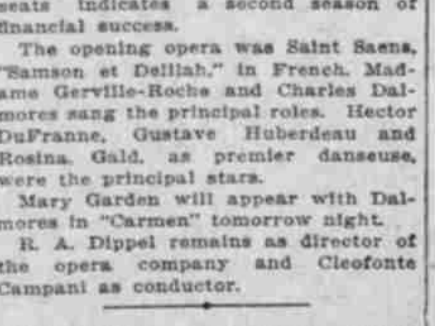 seats indicates a second season of
financial success.
The opening opera was Saint Saens,
"Samson et Delilah," in French. Mad-
ame Gerville-Roche and Charles Dal-
mores sang the principal roles. Hector
DuFranne, Gustave Huberdeau and
Rosina Gald, as premier danseuse,
were the principal stars.
Mary Garden will appear with Dal-
mores in "Carmen" tomorrow night.
R. A. Dippel remains as director of
the opera company and Cleofonte
Campani as conductor.